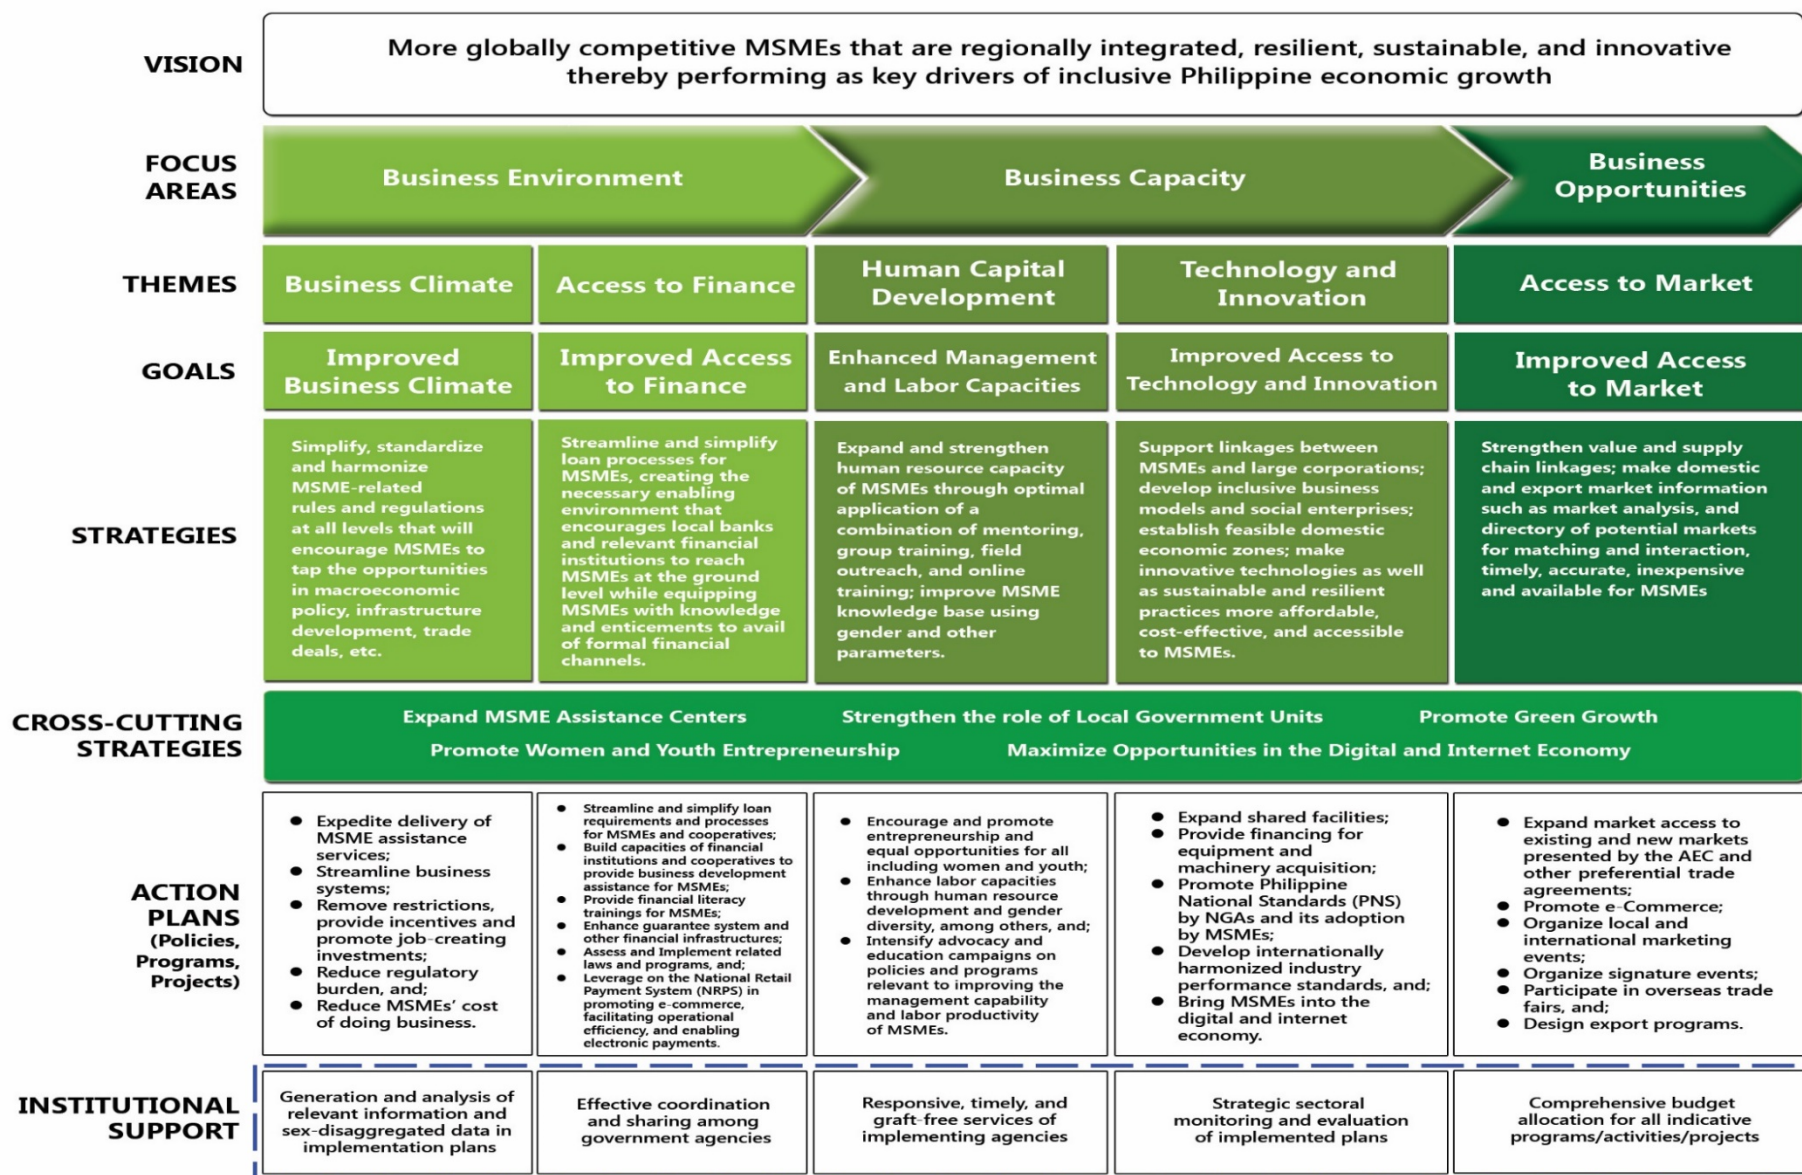 VISION
More globally competitive MSMEs that are regionally integrated, resilient, sustainable, and innovative
thereby performing as key drivers of inclusive Philippine economic growth
FOCUS
AREAS
Business Environment
Business Capacity
Business
Opportunities
THEMES
Business Climate
Access to Finance
Human Capital
Development
Technology and
Innovation
Access to Market
GOALS
Improved
Business Climate
Improved Access
to Finance
Enhanced Management
and Labor Capacities
Improved Access to
Technology and Innovation
Improved Access
to Market
STRATEGIES
Simplify, standardize
and harmonize
MSME-related
rules and regulations
at all levels that will
encourage MSMEs to
tap the opportunities
in macroeconomic
policy, infrastructure
development, trade
deals, etc.
Streamline and simplify
loan processes for
MSMEs, creating the
necessary enabling
environment that
encourages local banks
and relevant financial
institutions to reach
MSMEs at the ground
level while equipping
MSMEs with knowledge
and enticements to avail
of formal financial
channels.
Expand and strengthen
human resource capacity
of MSMEs through optimal
application of a
combination of mentoring,
group training, field
outreach, and online
training; improve MSME
knowledge base using
gender and other
parameters.
Support linkages between
MSMEs and large corporations;
develop inclusive business
models and social enterprises;
establish feasible domestic
economic zones; make
innovative technologies as well
as sustainable and resilient
practices more affordable,
cost-effective, and accessible
to MSMEs.
Strengthen value and supply
chain linkages; make domestic
and export market information
such as market analysis, and
directory of potential markets
for matching and interaction,
timely, accurate, inexpensive
and available for MSMEs
CROSS-CUTTING
STRATEGIES
Expand MSME Assistance Centers
Strengthen the role of Local Government Units
Promote Green Growth
Promote Women and Youth Entrepreneurship
Maximize Opportunities in the Digital and Internet Economy
ACTION
PLANS
(Policies,
Programs,
Projects)
● Expedite delivery of
MSME assistance
services;
● Streamline business
systems;
● Remove restrictions,
provide incentives and
promote job-creating
investments;
● Reduce regulatory
burden, and;
● Reduce MSMEs' cost
of doing business.
● Streamline and simplify loan
requirements and processes
for MSMEs and cooperatives;
● Build capacities of financial
institutions and cooperatives to
provide business development
assistance for MSMEs;
● Provide financial literacy
trainings for MSMEs;
● Enhance guarantee system and
other financial infrastructures;
● Assess and Implement related
laws and programs, and;
● Leverage on the National Retail
Payment System (NRPS) in
promoting e-commerce,
facilitating operational
efficiency, and enabling
electronic payments.
● Encourage and promote
entrepreneurship and
equal opportunities for all
including women and youth;
● Enhance labor capacities
through human resource
development and gender
diversity, among others, and;
● Intensify advocacy and
education campaigns on
policies and programs
relevant to improving the
management capability
and labor productivity
of MSMEs.
● Expand shared facilities;
● Provide financing for
equipment and
machinery acquisition;
● Promote Philippine
National Standards (PNS)
by NGAs and its adoption
by MSMEs;
● Develop internationally
harmonized industry
performance standards, and;
● Bring MSMEs into the
digital and internet
economy.
● Expand market access to
existing and new markets
presented by the AEC and
other preferential trade
agreements;
● Promote e-Commerce;
● Organize local and
international marketing
events;
● Organize signature events;
● Participate in overseas trade
fairs, and;
● Design export programs.
INSTITUTIONAL
SUPPORT
Generation and analysis of
relevant information and
sex-disaggregated data in
implementation plans
Effective coordination
and sharing among
government agencies
Responsive, timely, and
graft-free services of
implementing agencies
Strategic sectoral
monitoring and evaluation
of implemented plans
Comprehensive budget
allocation for all indicative
programs/activities/projects